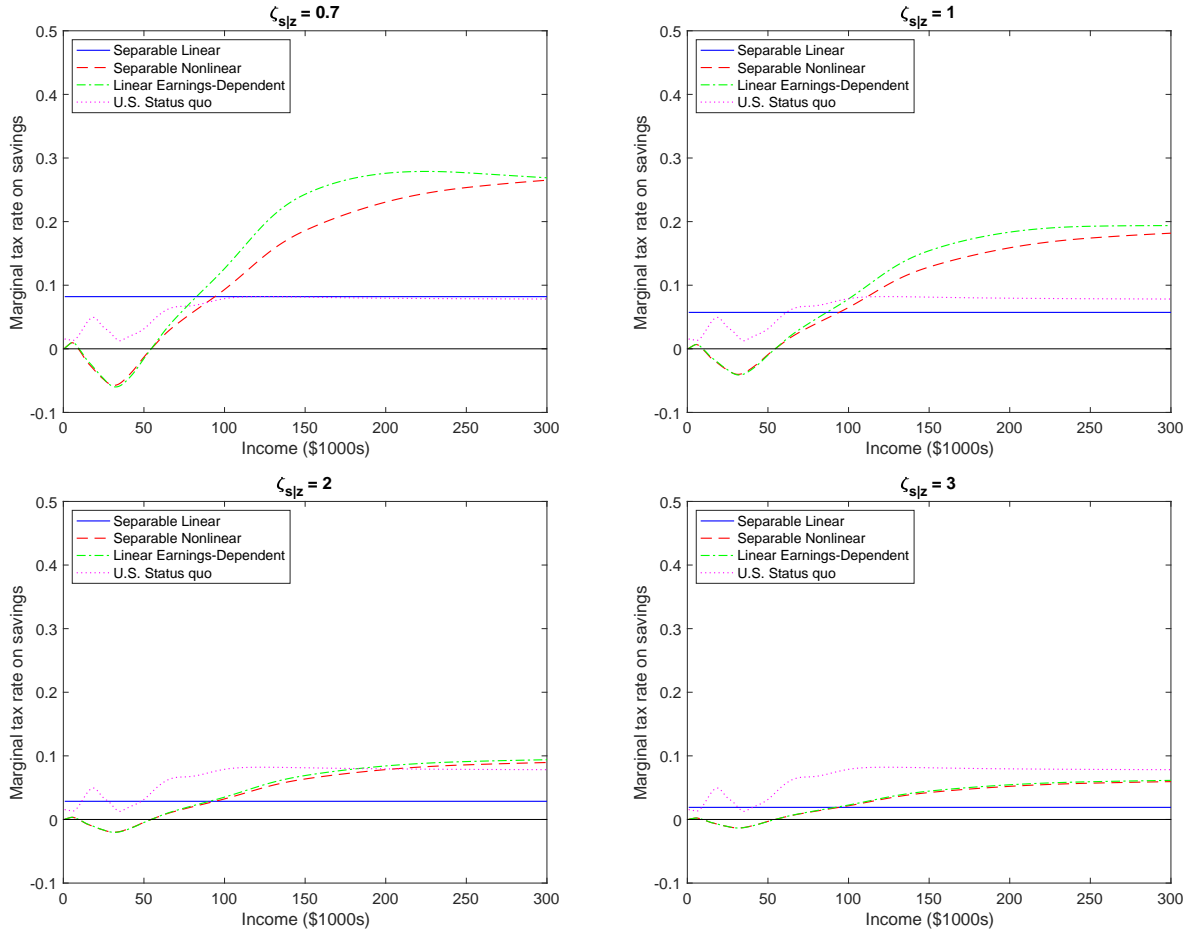 ζs|z = 0.7
Separable Linear
Separable Nonlinear
Linear Earnings-Dependent
U.S. Status quo
Marginal tax rate on savings
0.5
0.4
0.3
0.2
0.1
0
-0.1
0 50 100 150 200 250 300
Income ($1000s)
ζs|z = 1
Separable Linear
Separable Nonlinear
Linear Earnings-Dependent
U.S. Status quo
Marginal tax rate on savings
0.5
0.4
0.3
0.2
0.1
0
-0.1
0 50 100 150 200 250 300
Income ($1000s)
ζs|z = 2
Separable Linear
Separable Nonlinear
Linear Earnings-Dependent
U.S. Status quo
Marginal tax rate on savings
0.5
0.4
0.3
0.2
0.1
0
-0.1
0 50 100 150 200 250 300
Income ($1000s)
ζs|z = 3
Separable Linear
Separable Nonlinear
Linear Earnings-Dependent
U.S. Status quo
Marginal tax rate on savings
0.5
0.4
0.3
0.2
0.1
0
-0.1
0 50 100 150 200 250 300
Income ($1000s)